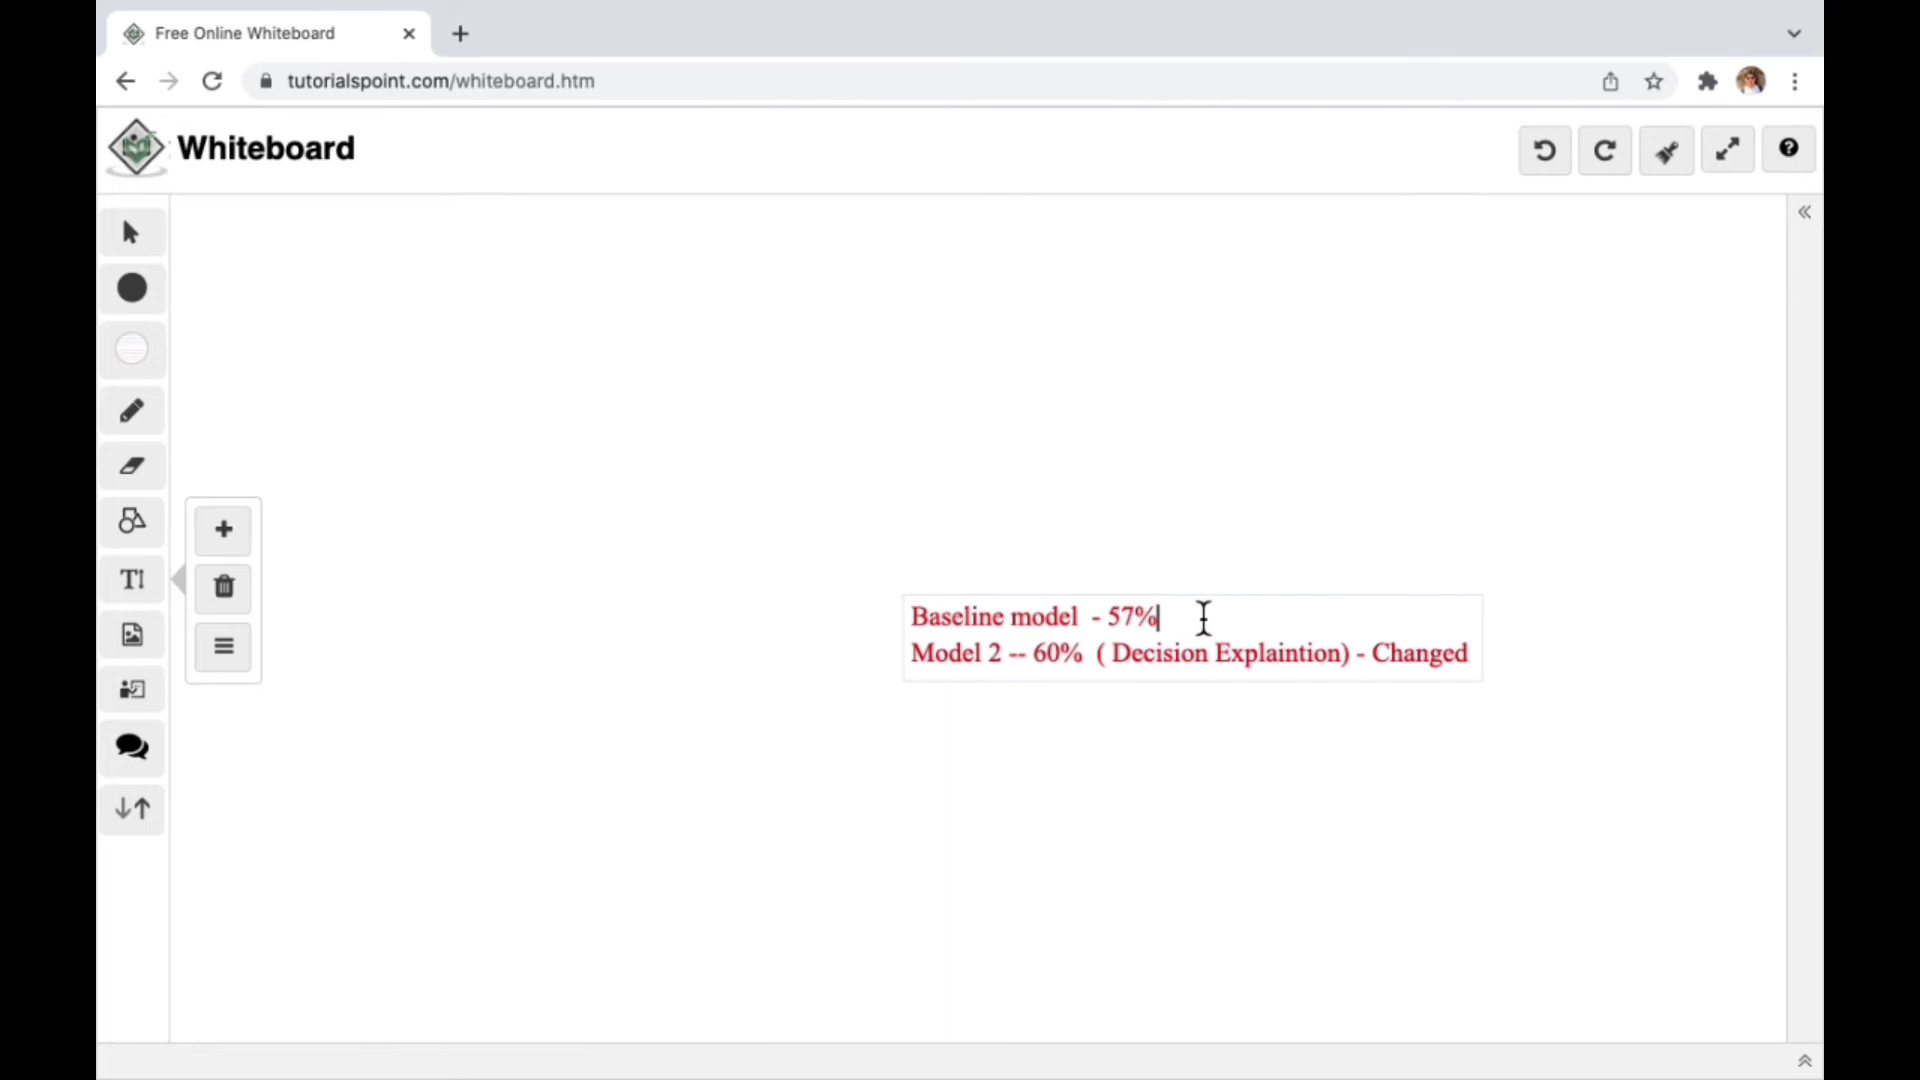 Free Online Whiteboard
tutorialspoint.com/whiteboard.htm
Whiteboard
Baseline model  - 57%
Model 2 -- 60%  ( Decision Explaintion) - Changed